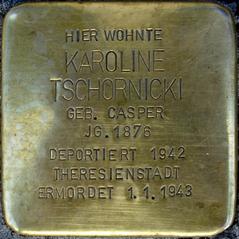 HIER WOHNTE
KAROLINE
TSCHORNICKI
GEB. CASPER
JG. 1876
DEPORTIERT 1942
THERESIENSTADT
ERMORDET 1.1.1943